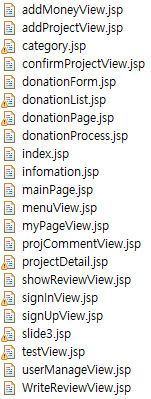 addMoneyView.jsp
addProjectView.jsp
category.jsp
confirmProjectView.jsp
donationForm.jsp
donationList.jsp
donationPage.jsp
donationProcess.jsp
index.jsp
infomation.jsp
mainPage.jsp
menuView.jsp
myPageView.jsp
projCommentView.jsp
projectDetail.jsp
showReviewView.jsp
signInView.jsp
signUpView.jsp
slide3.jsp
testView.jsp
userManageView.jsp
WriteReviewView.jsp